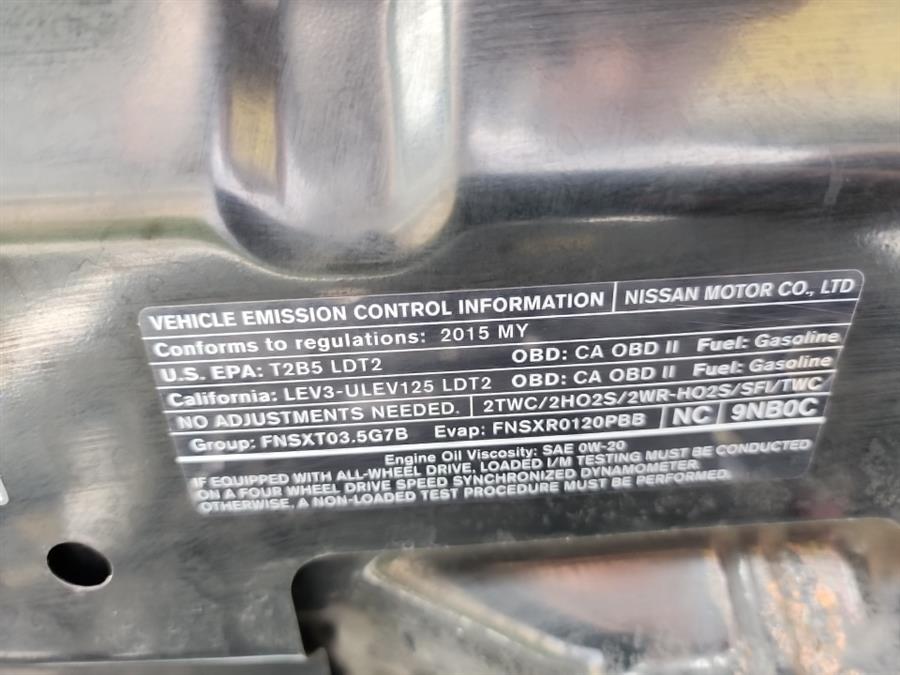 VEHICLE EMISSION CONTROL INFORMATION NISSAN MOTOR CO., LTD
Conforms to regulations: 2015 MY
U.S. EPA: T2B5 LDT2 OBD: CA OBD II Fuel: Gasoline
California: LEV3-ULEV125 LDT2 OBD: CA OBD II Fuel: Gasoline
NO ADJUSTMENTS NEEDED. 2TWC/2HO2S/2WR-HO2S/SFI/TWC
Group: FNSXT03.5G7B Evap: FNSXR0120PBB NC 9NB0C
Engine Oil Viscosity: SAE 0W-20
IF EQUIPPED WITH ALL-WHEEL DRIVE, LOADED I/M TESTING MUST BE CONDUCTED
ON A FOUR WHEEL DRIVE SPEED SYNCHRONIZED DYNAMOMETER.
OTHERWISE, A NON-LOADED TEST PROCEDURE MUST BE PERFORMED.